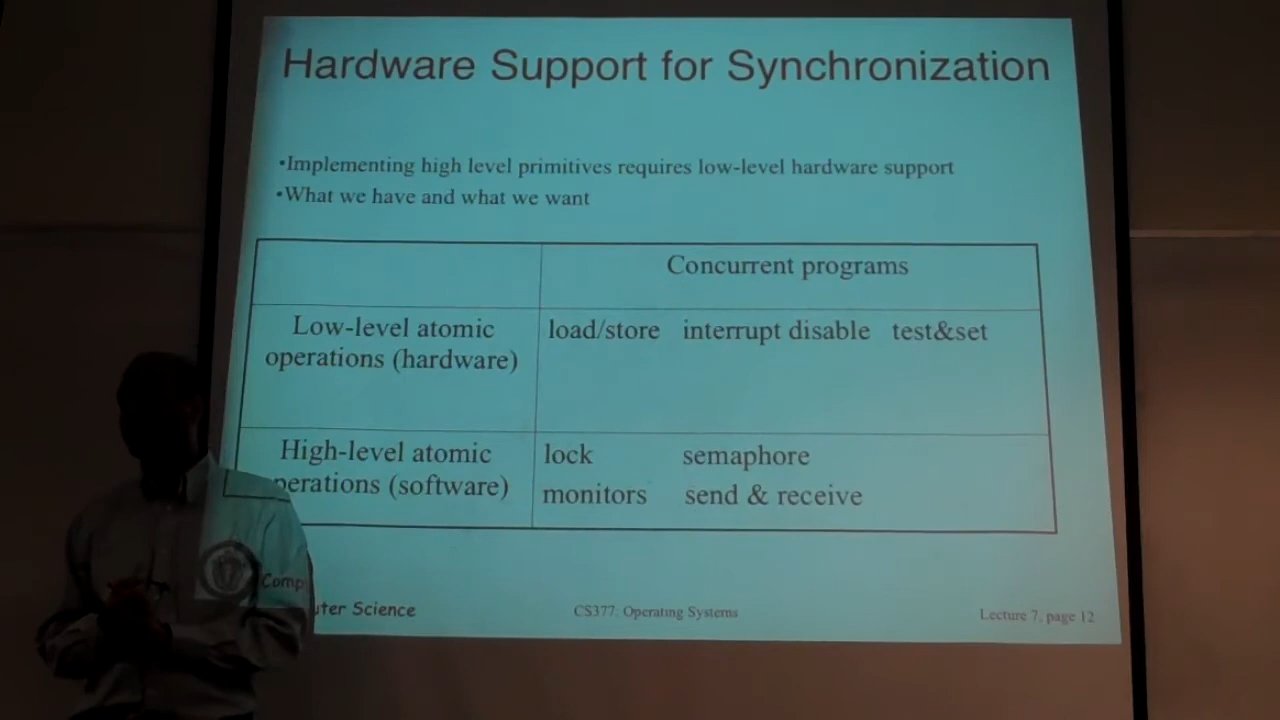 Hardware Support for Synchronization
•Implementing high level primitives requires low-level hardware support
•What we have and what we want
Concurrent programs
Low-level atomic
operations (hardware)
load/store interrupt disable test&set
High-level atomic
perations (software)
lock semaphore
monitors send & receive
Computer Science
CS377: Operating Systems
Lecture 7, page 12